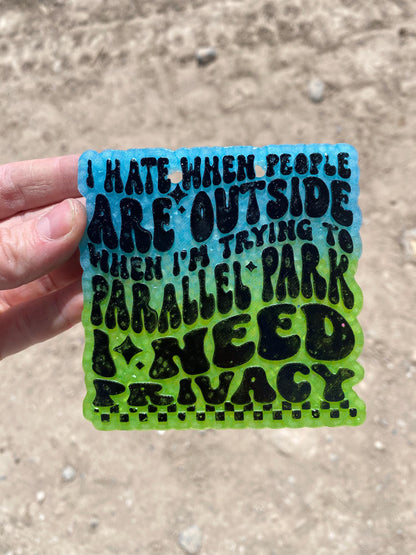 I HATE WHEN PEOPLE
ARE OUTSIDE
WHEN I'M TRYING TO
PARALLEL PARK
I NEED
PRIVACY